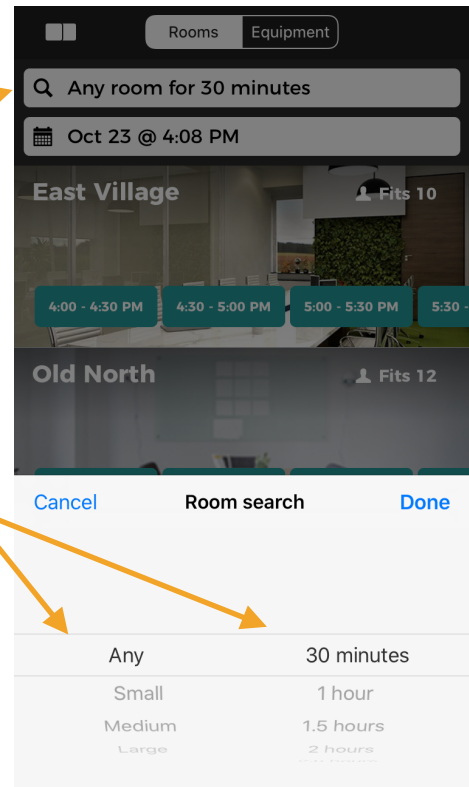 Rooms Equipment
Any room for 30 minutes
Oct 23 @ 4:08 PM
East Village Fits 10
4:00 - 4:30 PM 4:30 - 5:00 PM 5:00 - 5:30 PM 5:30 -
Old North Fits 12
Cancel Room search Done
Any 30 minutes
Small 1 hour
Medium 1.5 hours
Large 2 hours